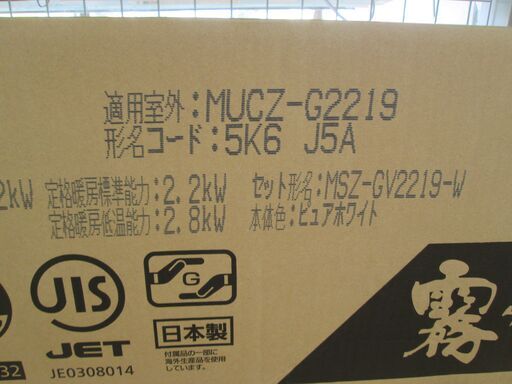 適用室外:MUCZ-G2219
形名コード:5K6 J5A
2kW 定格暖房標準能力:2.2kW セット形名:MSZ-GV2219-W
定格暖房低温能力:2.8kW 本体色:ピュアホワイト
JIS
JET
32 JE0308014
G
日本製
付属品の一部に
海外生産品を使用
しています。
霧